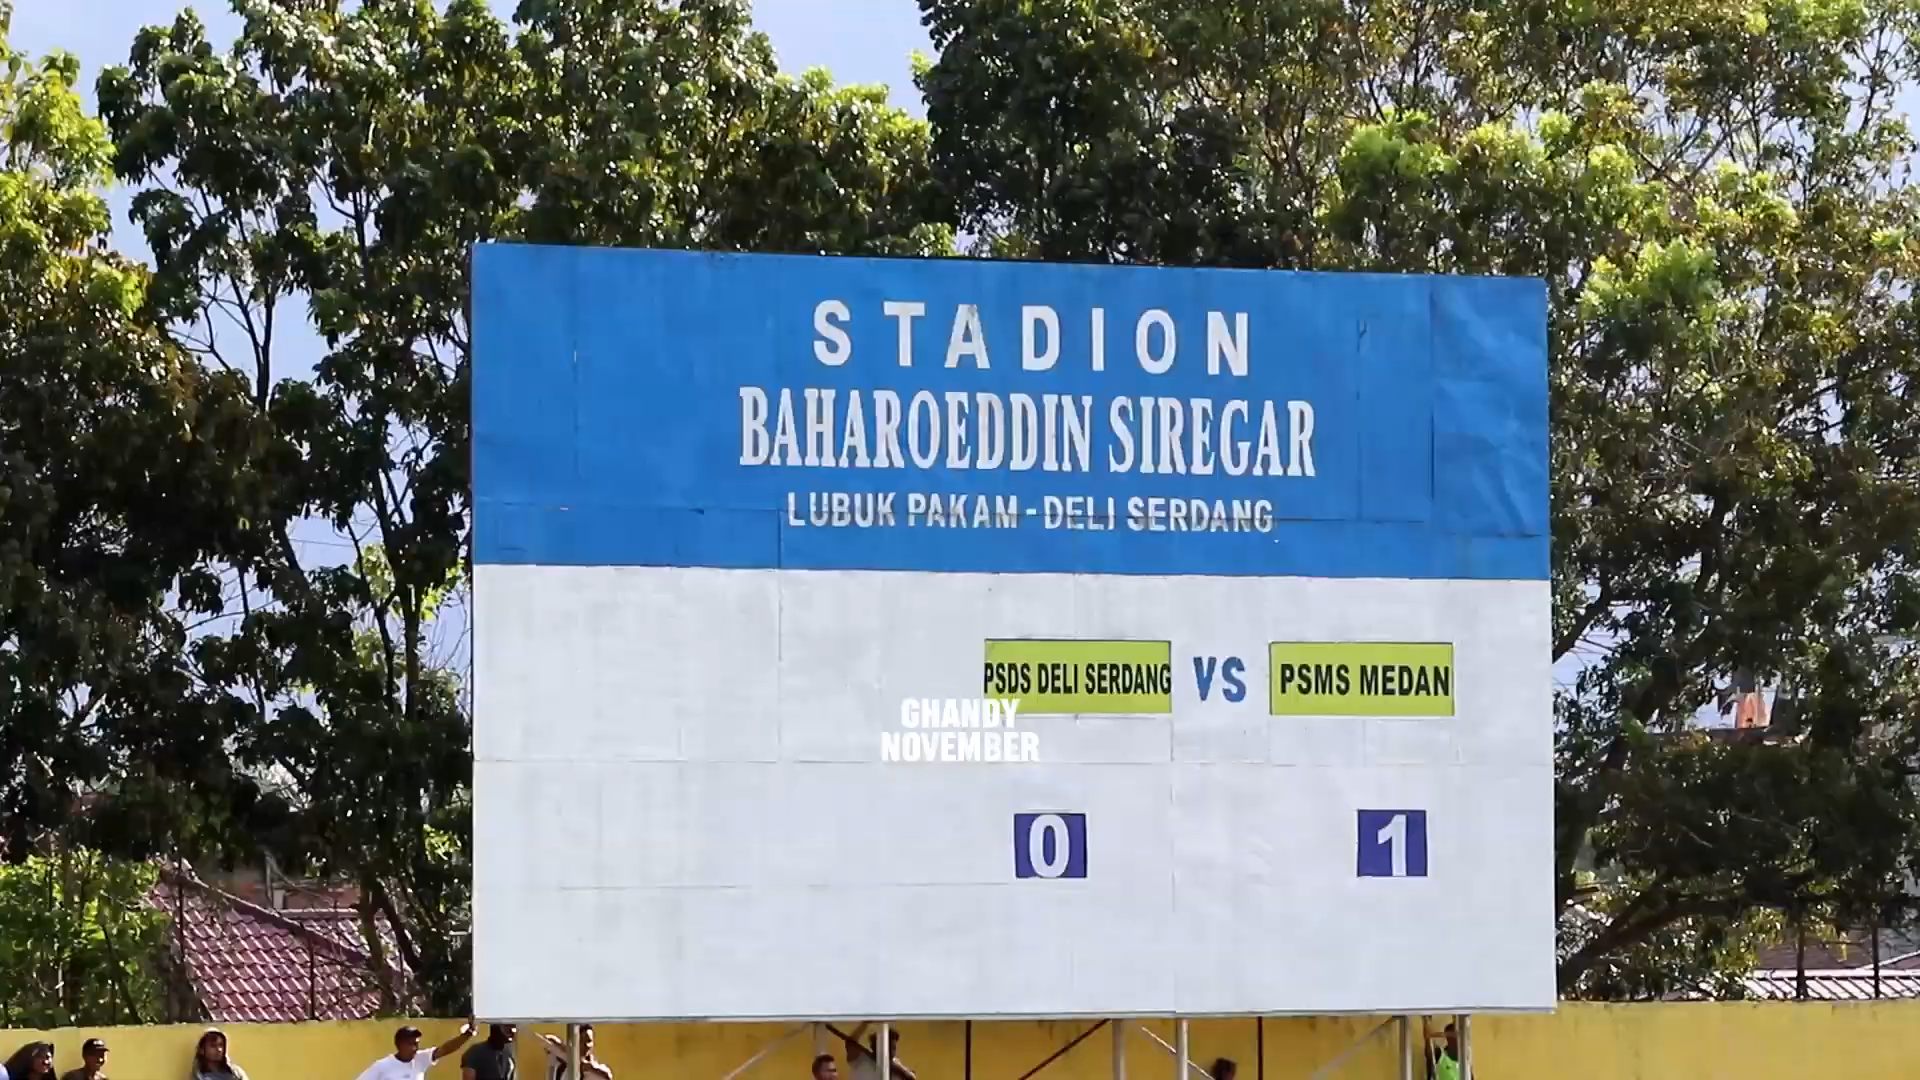 STADION
BAHAROEDDIN SIREGAR
LUBUK PAKAM - DELI SERDANG
PSDS DELI SERDANG VS PSMS MEDAN
GHANDY
NOVEMBER
0 1